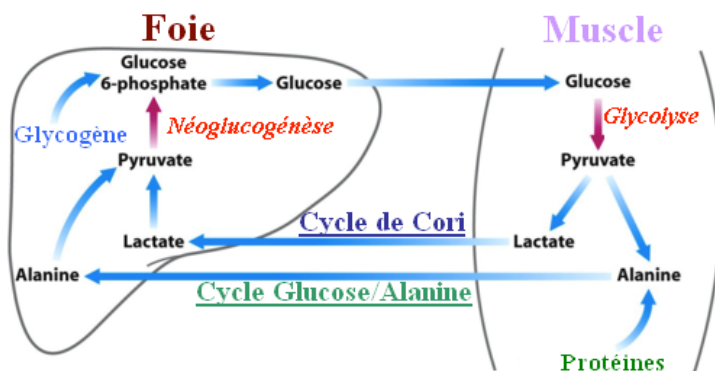 Foie
Muscle
Glucose
6-phosphate
Glucose
Glucose
Glycogène
Néoglucogénèse
Glycolyse
Pyruvate
Pyruvate
Cycle de Cori
Lactate
Lactate
Alanine
Alanine
Cycle Glucose/Alanine
Protéines